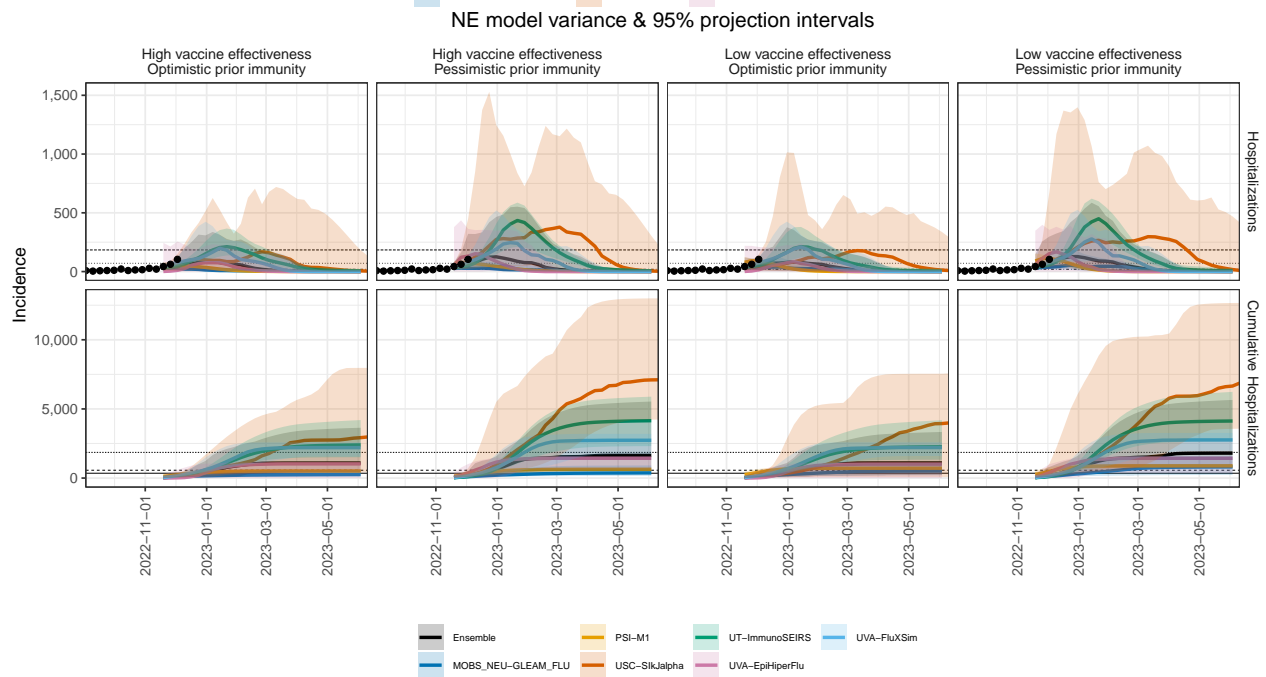 NE model variance & 95% projection intervals
High vaccine effectiveness
Optimistic prior immunity
High vaccine effectiveness
Pessimistic prior immunity
Low vaccine effectiveness
Optimistic prior immunity
Low vaccine effectiveness
Pessimistic prior immunity
1,500
1,000
500
0
Hospitalizations
Incidence
10,000
5,000
0
Cumulative Hospitalizations
2022−11−01
2023−01−01
2023−03−01
2023−05−01
2022−11−01
2023−01−01
2023−03−01
2023−05−01
2022−11−01
2023−01−01
2023−03−01
2023−05−01
2022−11−01
2023−01−01
2023−03−01
2023−05−01
Ensemble
PSI−M1
UT−ImmunoSEIRS
UVA−FluXSim
MOBS_NEU−GLEAM_FLU
USC−SIkJalpha
UVA−EpiHiperFlu